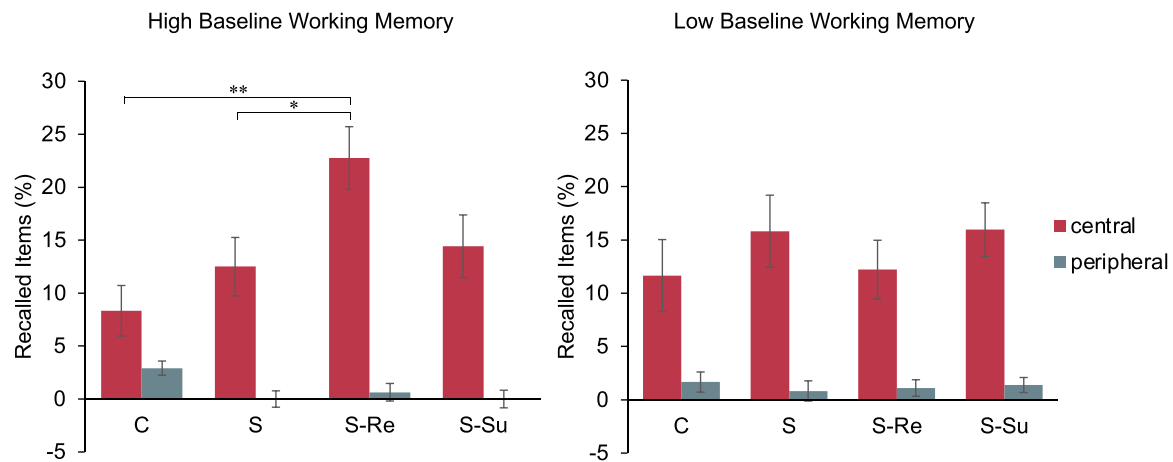 High Baseline Working Memory
Low Baseline Working Memory
Recalled Items (%)
30
25
20
15
10
5
0
-5
**
*
C S S-Re S-Su
Recalled Items (%)
30
25
20
15
10
5
0
-5
C S S-Re S-Su
central
peripheral